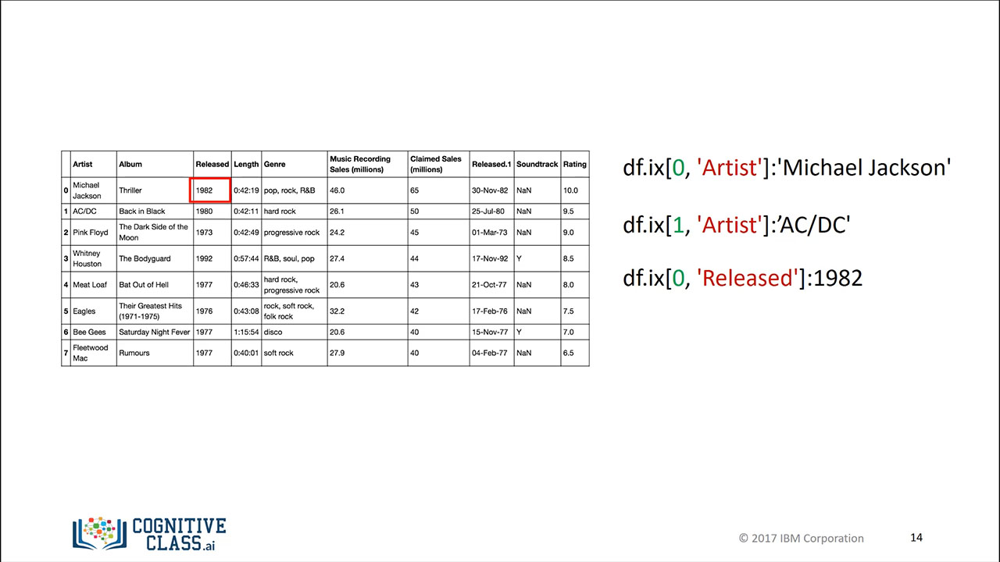 Artist Album Released Length Genre Music Recording Sales (millions) Claimed Sales (millions) Released.1 Soundtrack Rating
0 Michael Jackson Thriller 1982 0:42:19 pop, rock, R&B 46.0 65 30-Nov-82 NaN 10.0
1 AC/DC Back in Black 1980 0:42:11 hard rock 26.1 50 25-Jul-80 NaN 9.5
2 Pink Floyd The Dark Side of the Moon 1973 0:42:49 progressive rock 24.2 45 01-Mar-73 NaN 9.0
3 Whitney Houston The Bodyguard 1992 0:57:44 R&B, soul, pop 27.4 44 17-Nov-92 Y 8.5
4 Meat Loaf Bat Out of Hell 1977 0:46:33 hard rock, progressive rock 20.6 43 21-Oct-77 NaN 8.0
5 Eagles Their Greatest Hits (1971-1975) 1976 0:43:08 rock, soft rock, folk rock 32.2 42 17-Feb-76 NaN 7.5
6 Bee Gees Saturday Night Fever 1977 1:15:54 disco 20.6 40 15-Nov-77 Y 7.0
7 Fleetwood Mac Rumours 1977 0:40:01 soft rock 27.9 40 04-Feb-77 NaN 6.5
df.ix[0, 'Artist']:'Michael Jackson'
df.ix[1, 'Artist']:’AC/DC'
df.ix[0, 'Released']:1982
COGNITIVE
CLASS.ai
© 2017 IBM Corporation
14